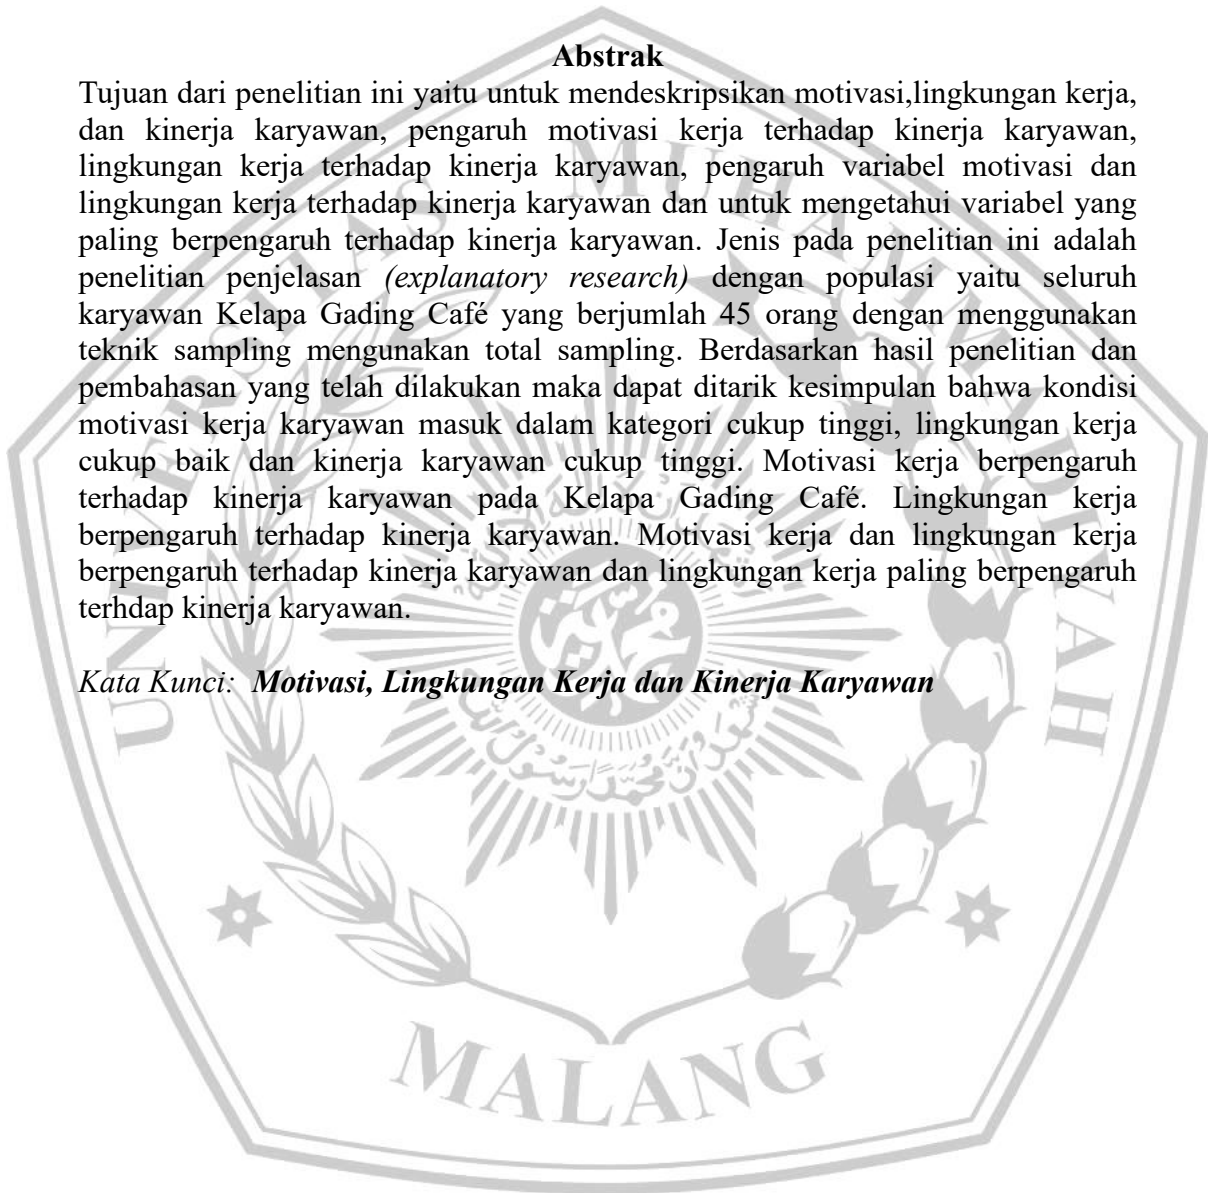 Abstrak
Tujuan dari penelitian ini yaitu untuk mendeskripsikan motivasi,lingkungan kerja,
dan kinerja karyawan, pengaruh motivasi kerja terhadap kinerja karyawan,
lingkungan kerja terhadap kinerja karyawan, pengaruh variabel motivasi dan
lingkungan kerja terhadap kinerja karyawan dan untuk mengetahui variabel yang
paling berpengaruh terhadap kinerja karyawan. Jenis pada penelitian ini adalah
penelitian penjelasan (explanatory research) dengan populasi yaitu seluruh
karyawan Kelapa Gading Café yang berjumlah 45 orang dengan menggunakan
teknik sampling mengunakan total sampling. Berdasarkan hasil penelitian dan
pembahasan yang telah dilakukan maka dapat ditarik kesimpulan bahwa kondisi
motivasi kerja karyawan masuk dalam kategori cukup tinggi, lingkungan kerja
cukup baik dan kinerja karyawan cukup tinggi. Motivasi kerja berpengaruh
terhadap kinerja karyawan pada Kelapa Gading Café. Lingkungan kerja
berpengaruh terhadap kinerja karyawan. Motivasi kerja dan lingkungan kerja
berpengaruh terhadap kinerja karyawan dan lingkungan kerja paling berpengaruh
terhdap kinerja karyawan.
Kata Kunci: Motivasi, Lingkungan Kerja dan Kinerja Karyawan
UNIVERSITAS MUHAMMADIYAH
MALANG